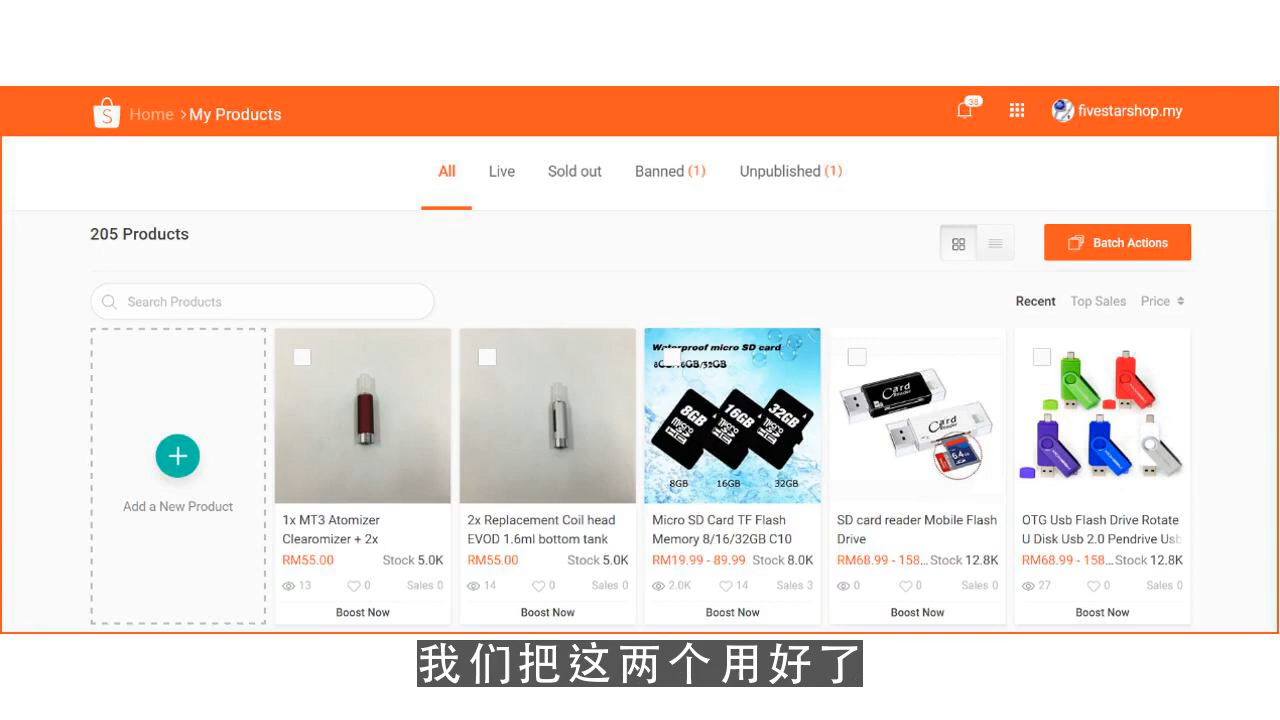 Home > My Products
38
fivestarshop.my
All
Live
Sold out
Banned (1)
Unpublished (1)
205 Products
Batch Actions
Search Products
Recent
Top Sales
Price
Add a New Product
Waterproof micro SD card
8GB/16GB/32GB
8GB
16GB
32GB
8GB
16GB
32GB
Card Reader
Card Reader
64
1x MT3 Atomizer
Clearomizer + 2x
RM55.00
Stock 5.0K
13
0
Sales 0
Boost Now
2x Replacement Coil head
EVOD 1.6ml bottom tank
RM55.00
Stock 5.0K
14
0
Sales 0
Boost Now
Micro SD Card TF Flash
Memory 8/16/32GB C10
RM19.99 - 89.99
Stock 8.0K
2.0K
14
Sales 3
Boost Now
SD card reader Mobile Flash
Drive
RM68.99 - 158...
Stock 12.8K
0
0
Sales 0
Boost Now
OTG Usb Flash Drive Rotate
U Disk Usb 2.0 Pendrive Usb
RM68.99 - 158...
Stock 12.8K
27
0
Sales 0
Boost Now
我们把这两个用好了